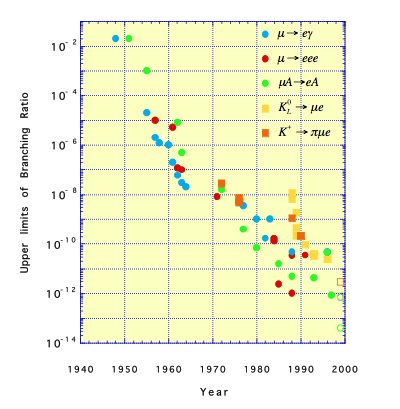 10⁻²
10⁻⁴
10⁻⁶
10⁻⁸
10⁻¹⁰
10⁻¹²
10⁻¹⁴
Upper limits of Branching Ratio
μ→eγ
μ→eee
μA→eA
K⁰_L→μe
K⁺→πμe
1940 1950 1960 1970 1980 1990 2000
Year